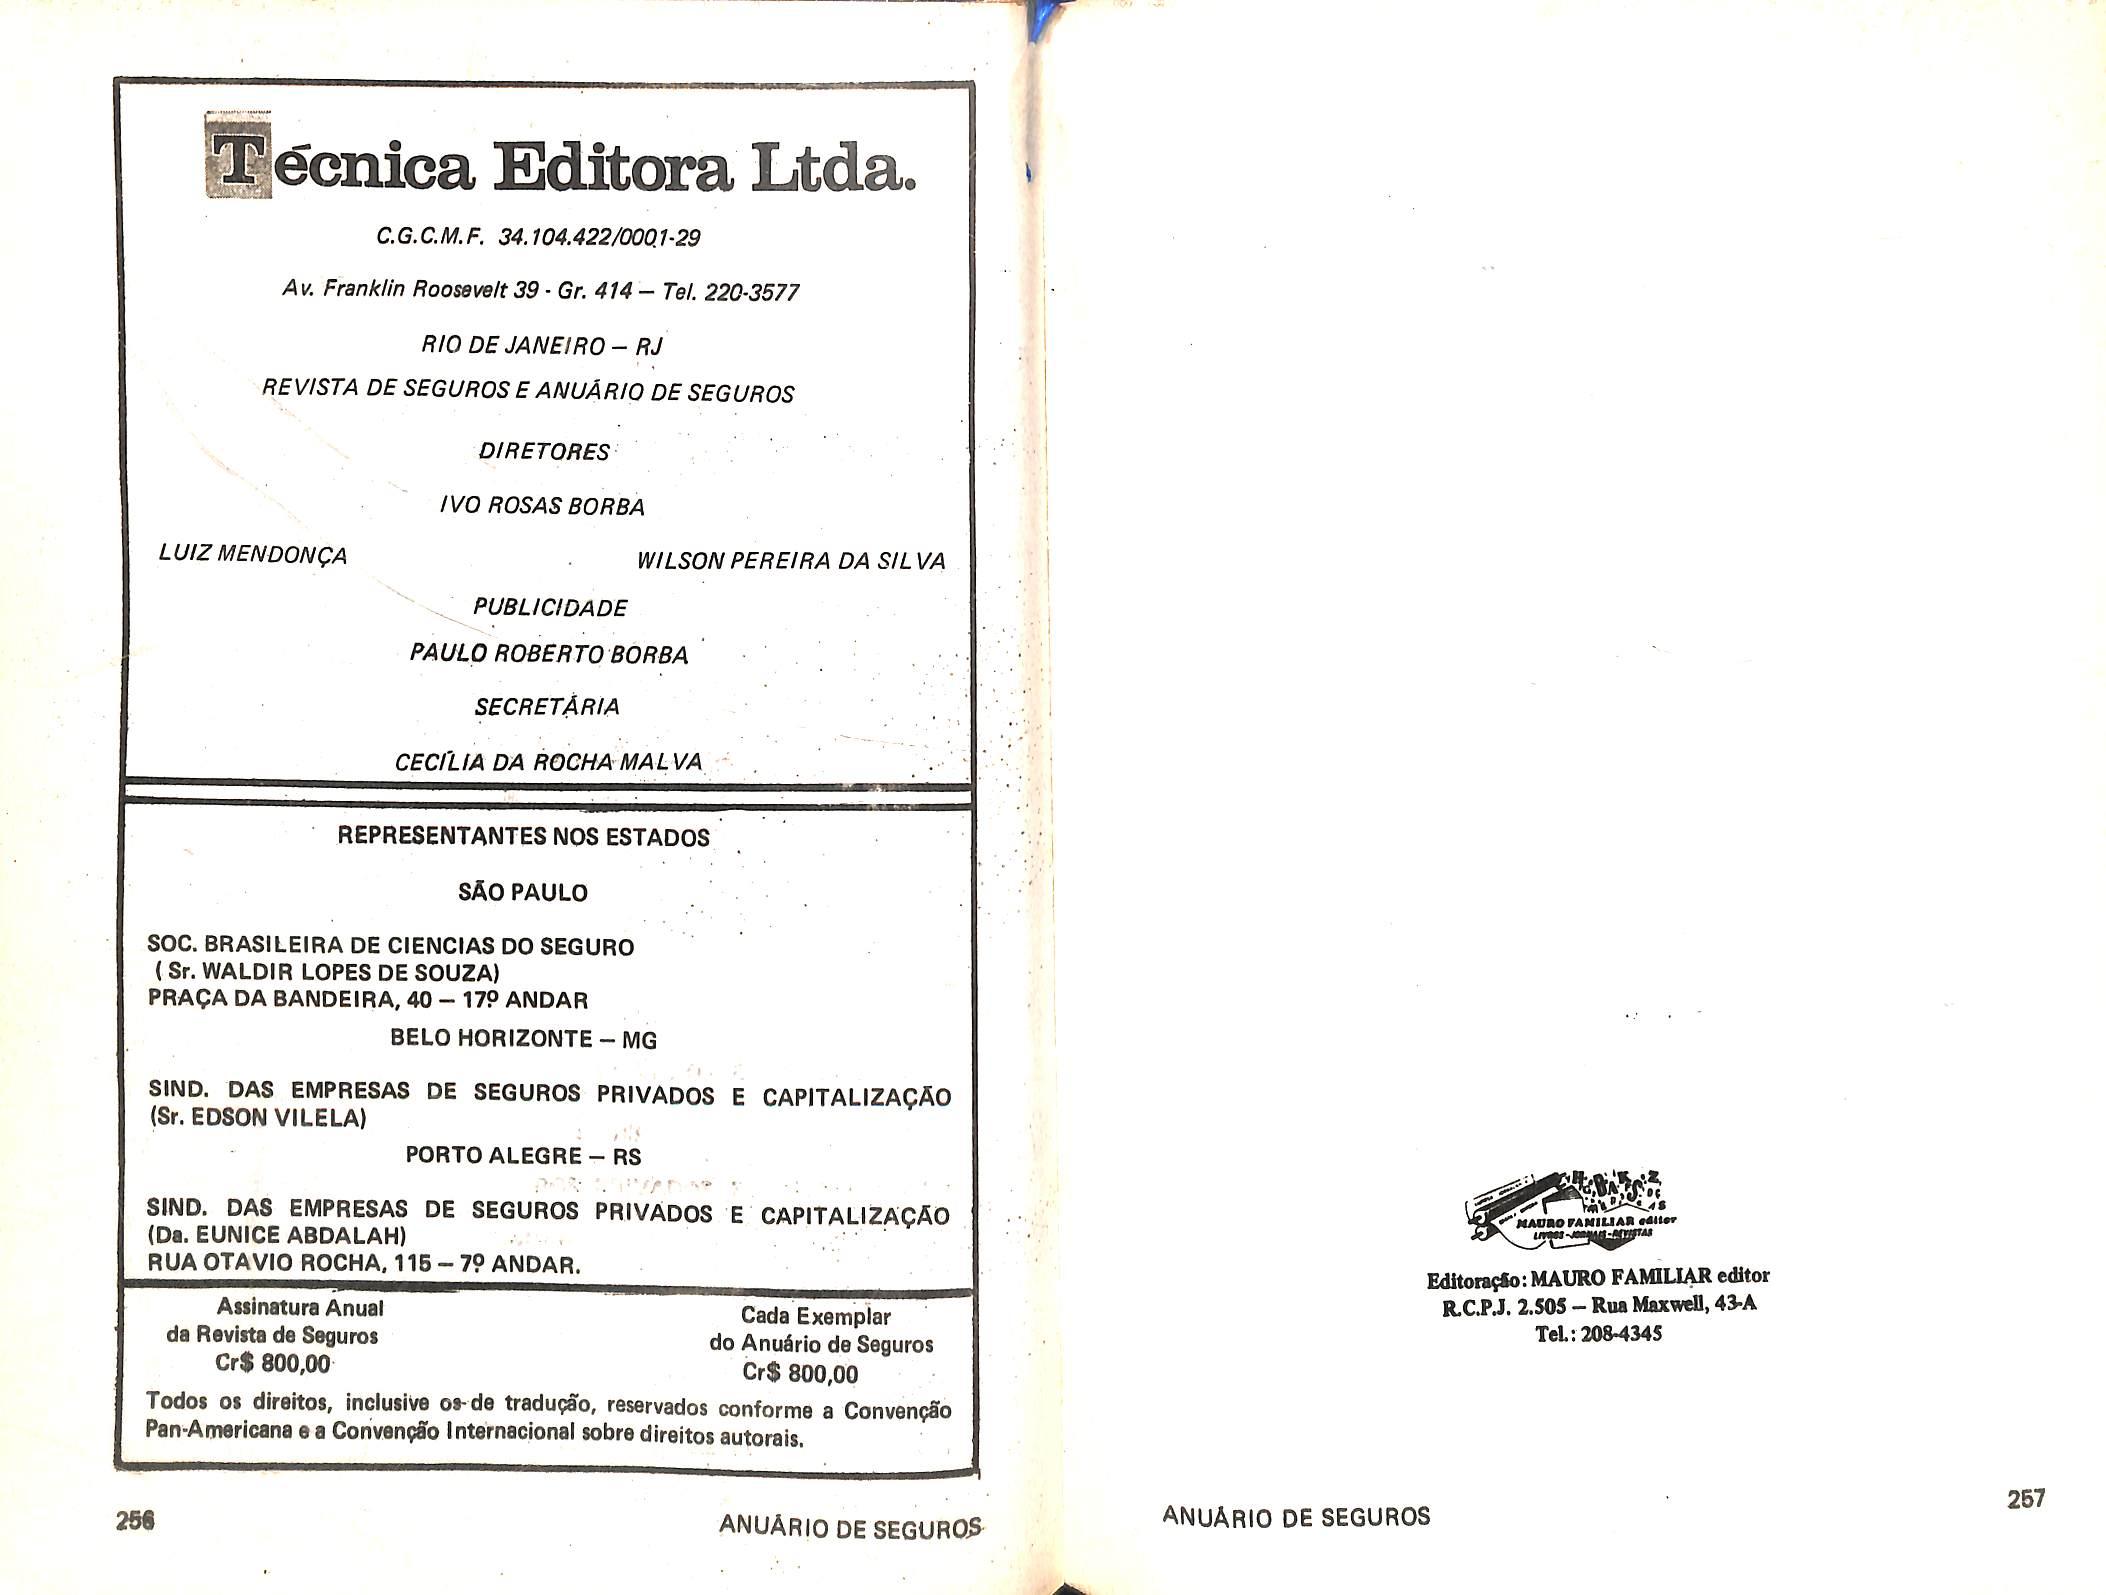 Técnica Editora Ltda.
C.G.C.M.F. 34.104.422/0001-29
Av. Franklin Roosevelt 39 - Gr. 414 — Tel. 220-3577
RIO DE JANEIRO — RJ
REVISTA DE SEGUROS E ANUÁRIO DE SEGUROS
DIRETORES
IVO ROSAS BORBA
LUIZ MENDONÇA WILSON PEREIRA DA SILVA
PUBLICIDADE
PAULO ROBERTO BORBA
SECRETÁRIA
CECÍLIA DA ROCHA MALVA
REPRESENTANTES NOS ESTADOS
SÃO PAULO
SOC. BRASILEIRA DE CIENCIAS DO SEGURO
( Sr. WALDIR LOPES DE SOUZA)
PRAÇA DA BANDEIRA, 40 — 17º ANDAR
BELO HORIZONTE — MG
SIND. DAS EMPRESAS DE SEGUROS PRIVADOS E CAPITALIZAÇÃO
(Sr. EDSON VILELA)
PORTO ALEGRE — RS
SIND. DAS EMPRESAS DE SEGUROS PRIVADOS E CAPITALIZAÇÃO
(Da. EUNICE ABDALAH)
RUA OTAVIO ROCHA, 115 — 7º ANDAR.
Assinatura Anual
da Revista de Seguros
Cr$ 800,00
Cada Exemplar
do Anuário de Seguros
Cr$ 800,00
Todos os direitos, inclusive os de tradução, reservados conforme a Convenção
Pan-Americana e a Convenção Internacional sobre direitos autorais.
256 ANUÁRIO DE SEGUROS
MAURO FAMILIAR editor
LIVROS-JORNAIS-REVISTAS
Editoração: MAURO FAMILIAR editor
R.C.P.J. 2.505 — Rua Maxwell, 43-A
Tel.: 208-4345
ANUÁRIO DE SEGUROS 257